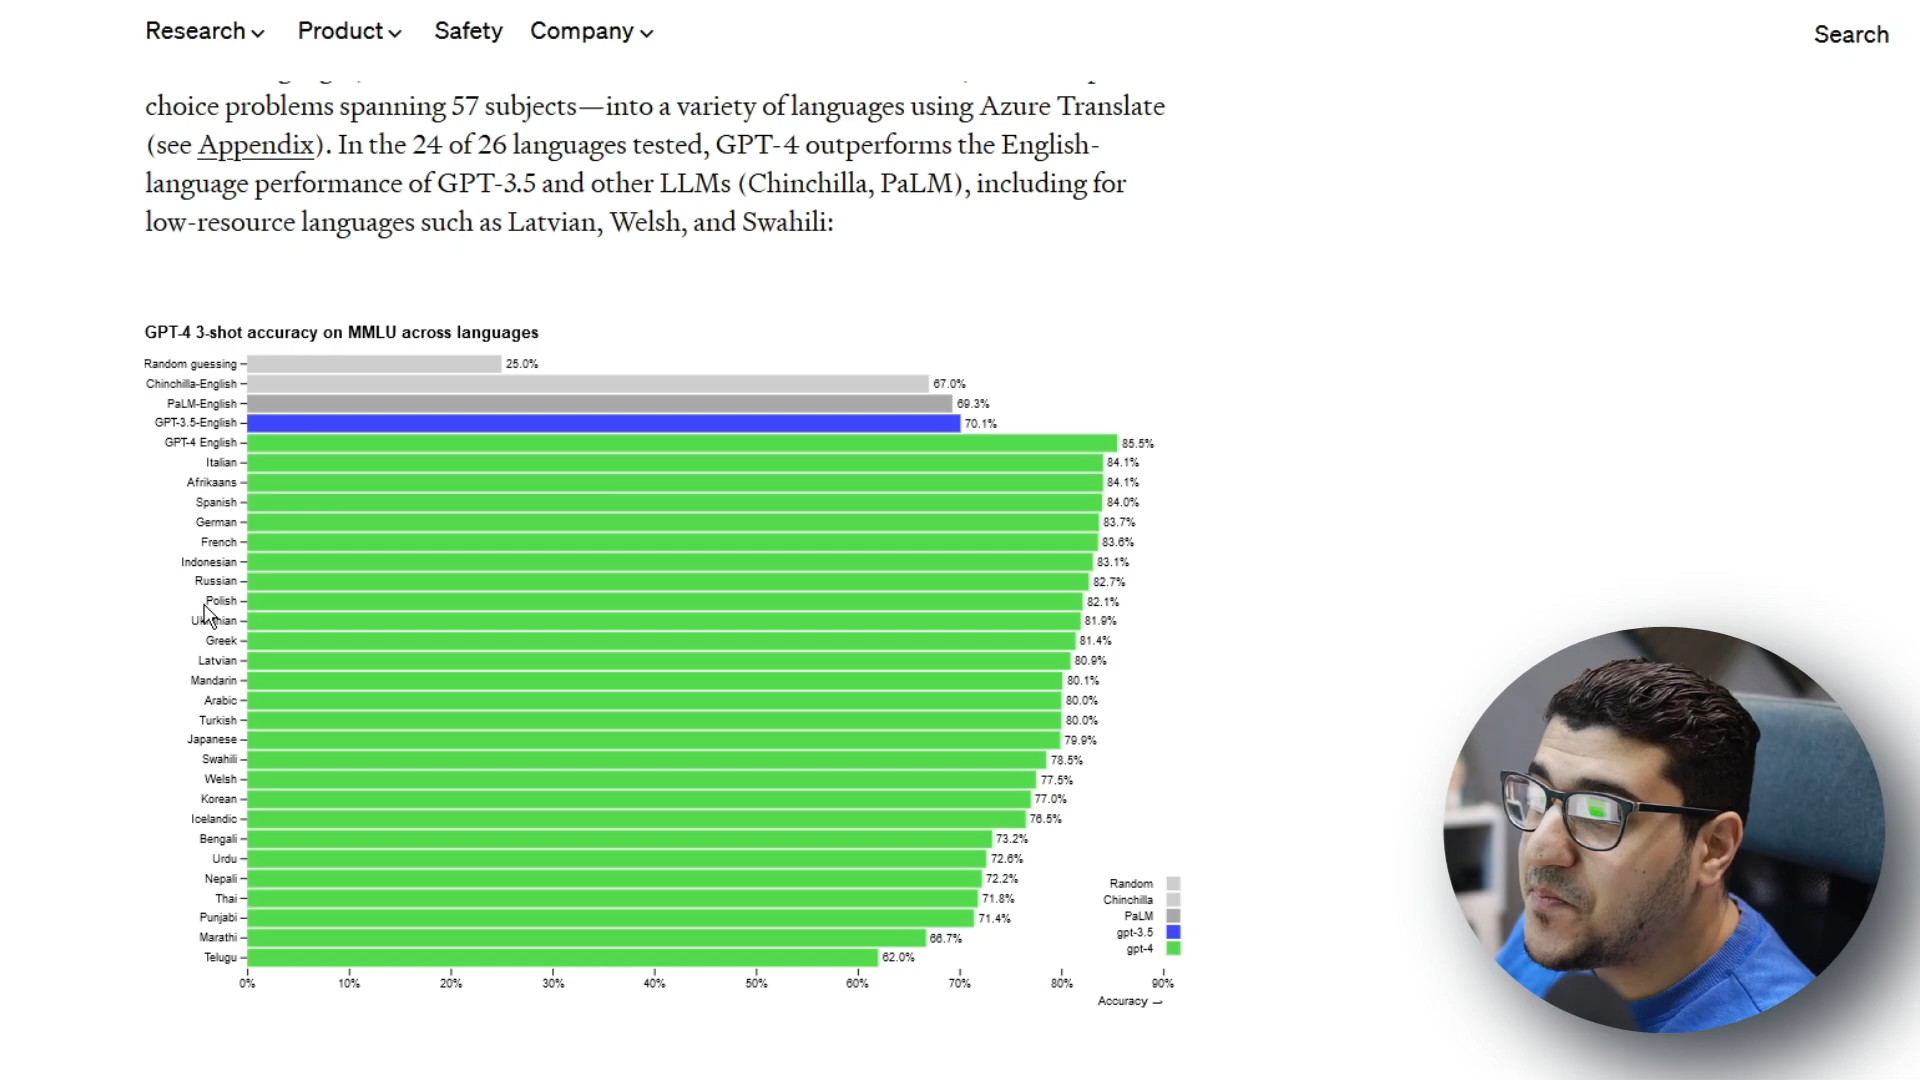 Research Product Safety Company Search
choice problems spanning 57 subjects—into a variety of languages using Azure Translate
(see Appendix). In the 24 of 26 languages tested, GPT-4 outperforms the English-
language performance of GPT-3.5 and other LLMs (Chinchilla, PaLM), including for
low-resource languages such as Latvian, Welsh, and Swahili:
GPT-4 3-shot accuracy on MMLU across languages
Random guessing 25.0%
Chinchilla-English 67.0%
PaLM-English 69.3%
GPT-3.5-English 70.1%
GPT-4 English 85.5%
Italian 84.1%
Afrikaans 84.1%
Spanish 84.0%
German 83.7%
French 83.6%
Indonesian 83.1%
Russian 82.7%
Polish 82.1%
81.9%
Greek 81.4%
Latvian 80.9%
Mandarin 80.1%
Arabic 80.0%
Turkish 80.0%
Japanese 79.9%
Swahili 78.5%
Welsh 77.5%
Korean 77.0%
Icelandic 76.5%
Bengali 73.2%
Urdu 72.6%
Nepali 72.2%
Thai 71.8%
Punjabi 71.4%
Marathi 66.7%
Telugu 62.0%
0% 10% 20% 30% 40% 50% 60% 70% 80% 90%
Accuracy →
Random
Chinchilla
PaLM
gpt-3.5
gpt-4